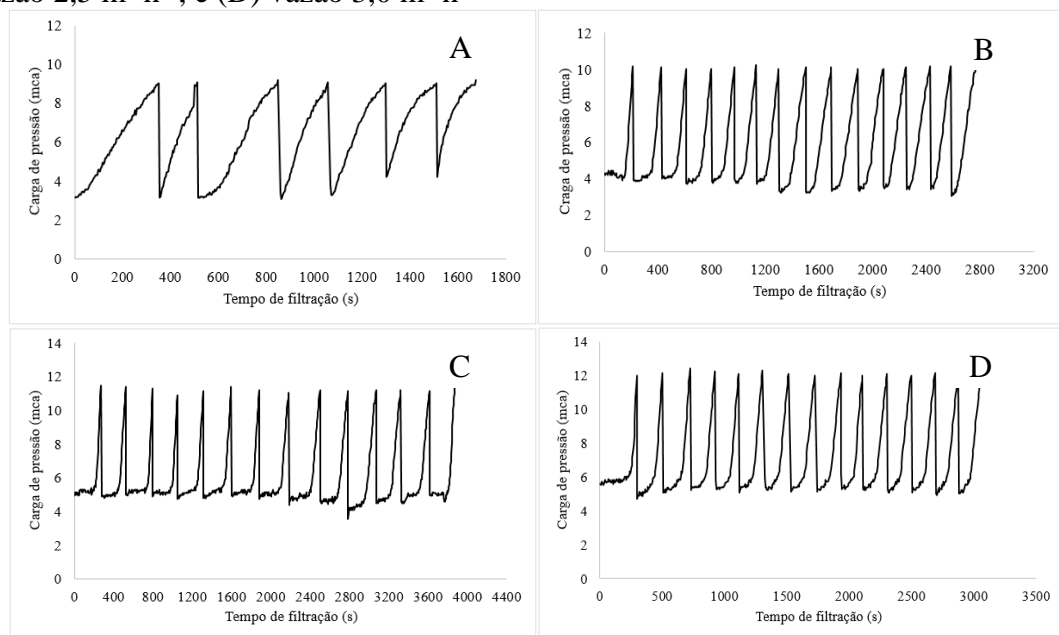 vazão 2,5 m³ h⁻¹, e (D) vazão 3,0 m³ h⁻¹
A
Carga de pressão (mca)
12
10
8
6
4
2
0
0 200 400 600 800 1000 1200 1400 1600 1800
Tempo de filtração (s)
B
Craga de pressão (mca)
12
10
8
6
4
2
0
0 400 800 1200 1600 2000 2400 2800 3200
Tempo de filtração (s)
C
Carga de pressão (mca)
14
12
10
8
6
4
2
0
0 400 800 1200 1600 2000 2400 2800 3200 3600 4000 4400
Tempo de filtração (s)
D
Carga de pressão (mca)
14
12
10
8
6
4
2
0
0 500 1000 1500 2000 2500 3000 3500
Tempo de filtração (s)